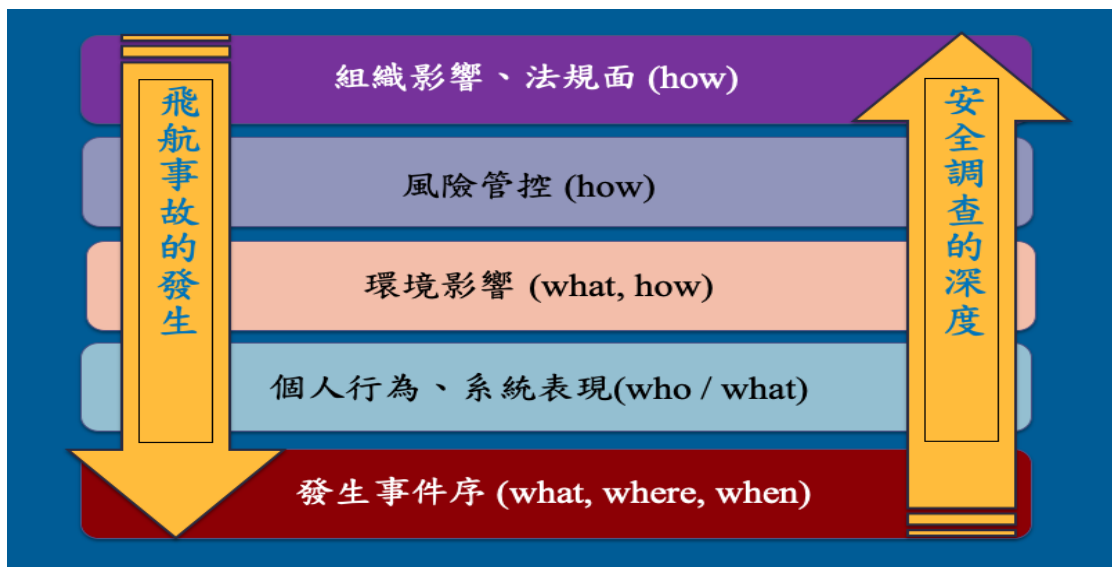 組織影響、法規面 (how)
飛航事故的發生
安全調查的深度
風險管控 (how)
環境影響 (what, how)
個人行為、系統表現(who / what)
發生事件序 (what, where, when)